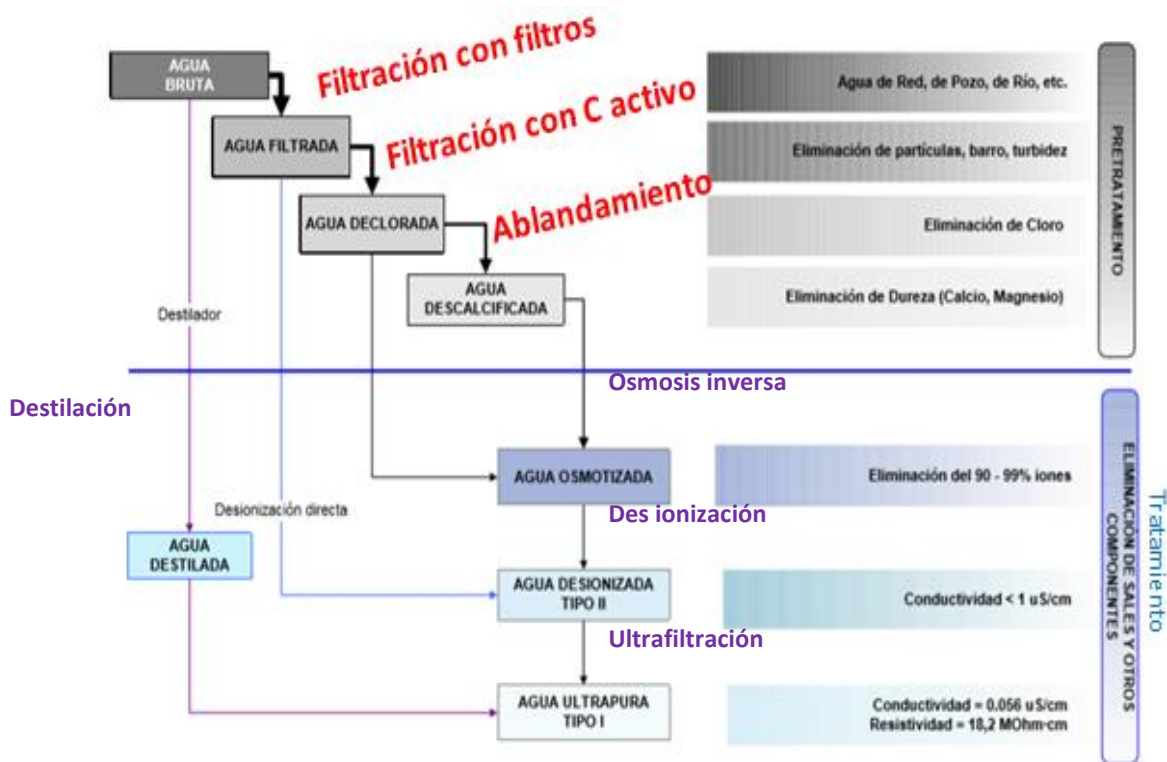 AGUA
BRUTA
Filtración con filtros
Agua de Red, de Pozo, de Río, etc.
AGUA FILTRADA
Filtración con C activo
Eliminación de partículas, barro, turbidez
PRETRATAMIENTO
AGUA DECLORADA
Ablandamiento
Eliminación de Cloro
AGUA
DESCALCIFICADA
Eliminación de Dureza (Calcio, Magnesio)
Destilador
Osmosis inversa
Destilación
AGUA OSMOTIZADA
Eliminación del 90 - 99% iones
Desionización directa
Des ionización
AGUA
DESTILADA
AGUA DESIONIZADA
TIPO II
Conductividad < 1 uS/cm
ELIMINACIÓN DE SALES Y OTROS
COMPONENTES
Tratamiento
Ultrafiltración
AGUA ULTRAPURA
TIPO I
Conductividad = 0.056 uS/cm
Resistividad = 18,2 MOhm·cm